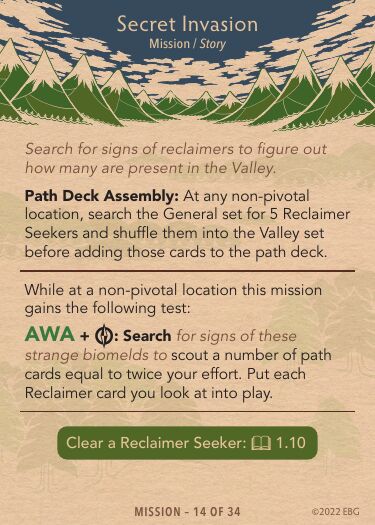 Secret Invasion
Mission / Story
Search for signs of reclaimers to figure out
how many are present in the Valley.
Path Deck Assembly: At any non-pivotal
location, search the General set for 5 Reclaimer
Seekers and shuffle them into the Valley set
before adding those cards to the path deck.
While at a non-pivotal location this mission
gains the following test:
AWA + : Search for signs of these
strange biomelds to scout a number of path
cards equal to twice your effort. Put each
Reclaimer card you look at into play.
Clear a Reclaimer Seeker: 1.10
MISSION – 14 OF 34
©2022 EBG